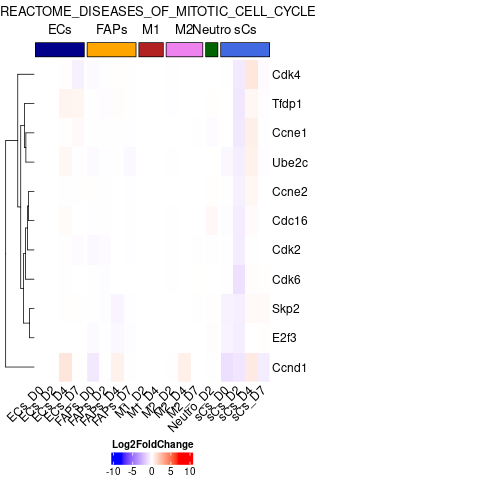 REACTOME_DISEASES_OF_MITOTIC_CELL_CYCLE
ECs FAPs M1 M2 Neutro sCs
Cdk4
Tfdp1
Ccne1
Ube2c
Ccne2
Cdc16
Cdk2
Cdk6
Skp2
E2f3
Ccnd1
ECs_D0 ECs_D2 ECs_D4 ECs_D7 FAPs_D0 FAPs_D2 FAPs_D4 FAPs_D7 M1_D2 M1_D4 M2_D2 M2_D4 M2_D7 Neutro_D2 sCs_D0 sCs_D2 sCs_D4 sCs_D7
Log2FoldChange
-10 -5 0 5 10